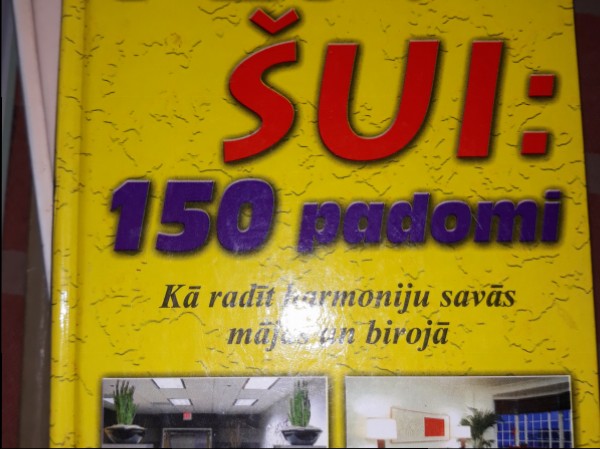 ŠUI:
150 padomi
Kā radīt harmoniju savās
mājās un birojā